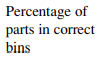 Percentage of
parts in correct
bins